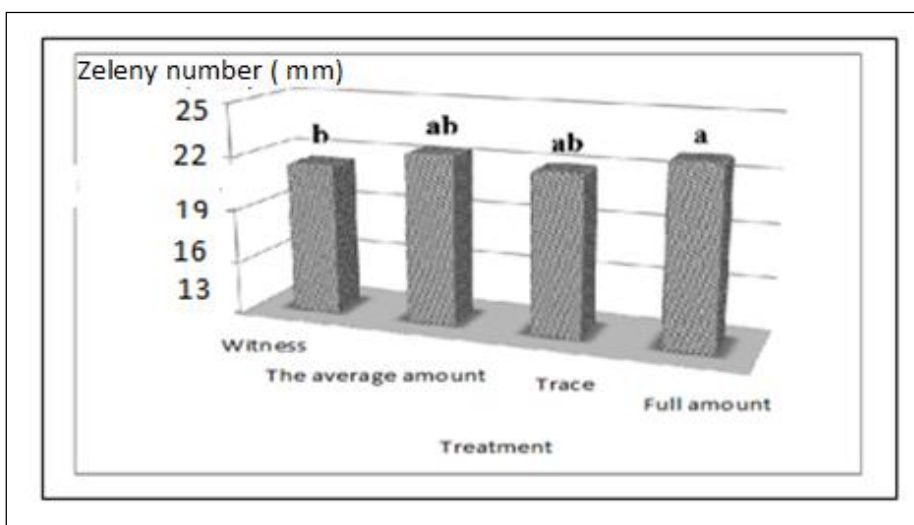 Zeleny number ( mm)
25
22
19
16
13
b
ab
ab
a
Witness
The average amount
Trace
Full amount
Treatment